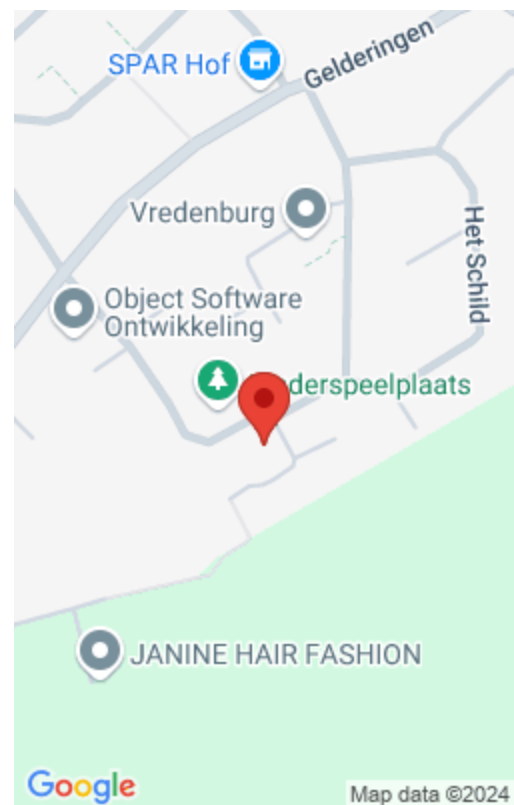 SPAR Hof
Gelderingen
Vredenburg
Het Schild
Object Software
Ontwikkeling
derspeelplaats
JANINE HAIR FASHION
Google
Map data ©2024